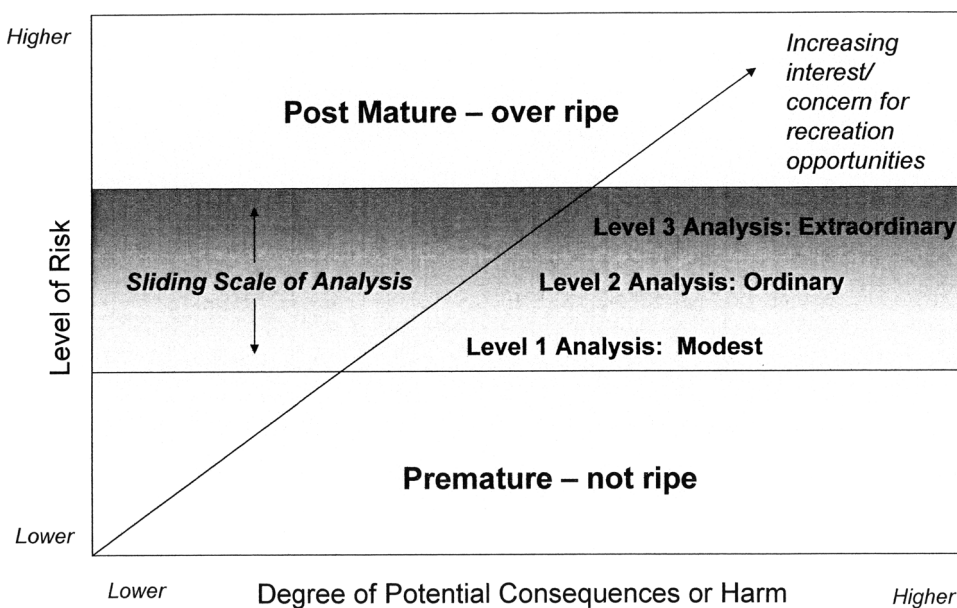 Higher
Increasing
interest/
concern for
recreation
opportunities
Post Mature – over ripe
Level 3 Analysis: Extraordinary
Sliding Scale of Analysis
Level 2 Analysis: Ordinary
Level 1 Analysis: Modest
Level of Risk
Premature – not ripe
Lower
Lower
Degree of Potential Consequences or Harm
Higher